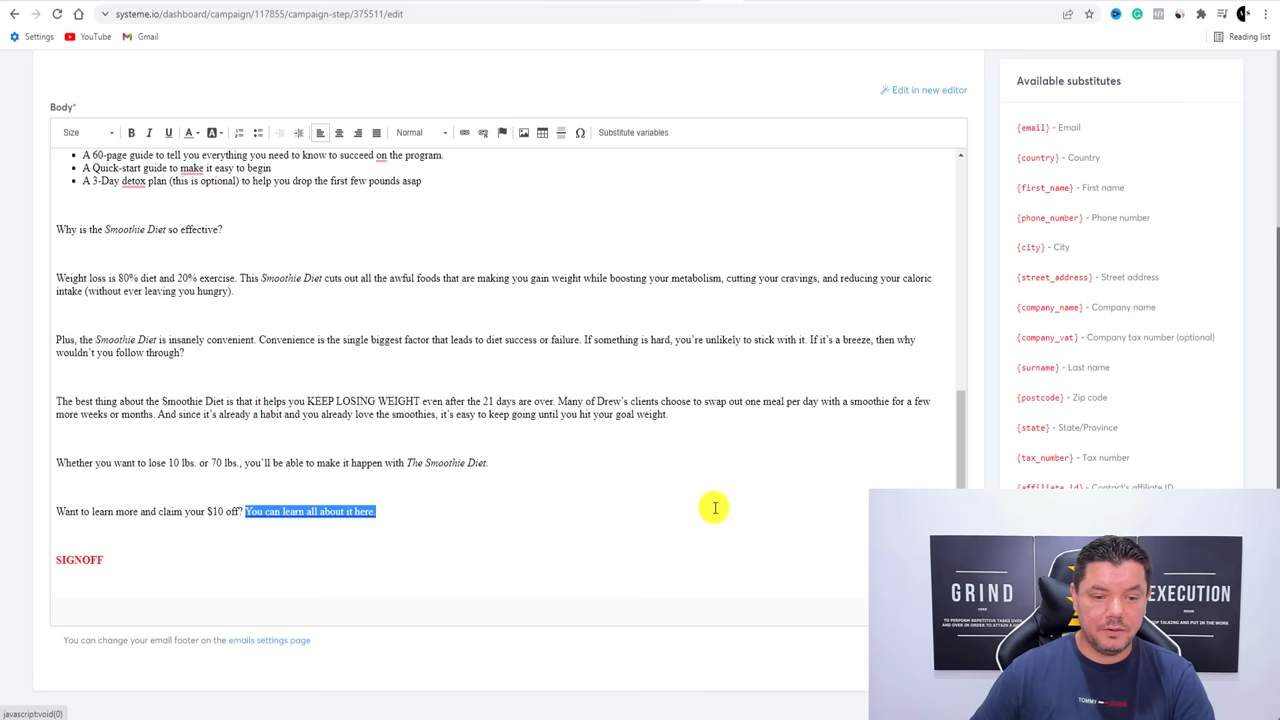 systeme.io/dashboard/campaign/117855/campaign-step/375511/edit
Settings
YouTube
Gmail
Reading list
Edit in new editor
Body*
Size
B I U A A
Normal
Substitute variables
A 60-page guide to tell you everything you need to know to succeed on the program.
A Quick-start guide to make it easy to begin
A 3-Day detox plan (this is optional) to help you drop the first few pounds asap
Why is the Smoothie Diet so effective?
Weight loss is 80% diet and 20% exercise. This Smoothie Diet cuts out all the awful foods that are making you gain weight while boosting your metabolism, cutting your cravings, and reducing your caloric
intake (without ever leaving you hungry).
Plus, the Smoothie Diet is insanely convenient. Convenience is the single biggest factor that leads to diet success or failure. If something is hard, you're unlikely to stick with it. If it's a breeze, then why
wouldn't you follow through?
The best thing about the Smoothie Diet is that it helps you KEEP LOSING WEIGHT even after the 21 days are over. Many of Drew's clients choose to swap out one meal per day with a smoothie for a few
more weeks or months. And since it's already a habit and you already love the smoothies, it's easy to keep going until you hit your goal weight.
Whether you want to lose 10 lbs. or 70 lbs., you'll be able to make it happen with The Smoothie Diet.
Want to learn more and claim your $10 off? You can learn all about it here.
SIGNOFF
You can change your email footer on the emails settings page
Available substitutes
{email} - Email
{country} - Country
{first_name} - First name
{phone_number} - Phone number
{city} - City
{street_address} - Street address
{company_name} - Company name
{company_vat} - Company tax number (optional)
{surname} - Last name
{postcode} - Zip code
{state} - State/Province
{tax_number} - Tax number
{affiliate_id} - Contact's affiliate ID
GRIND
EXECUTION
TOMMY
javascript:void(0)